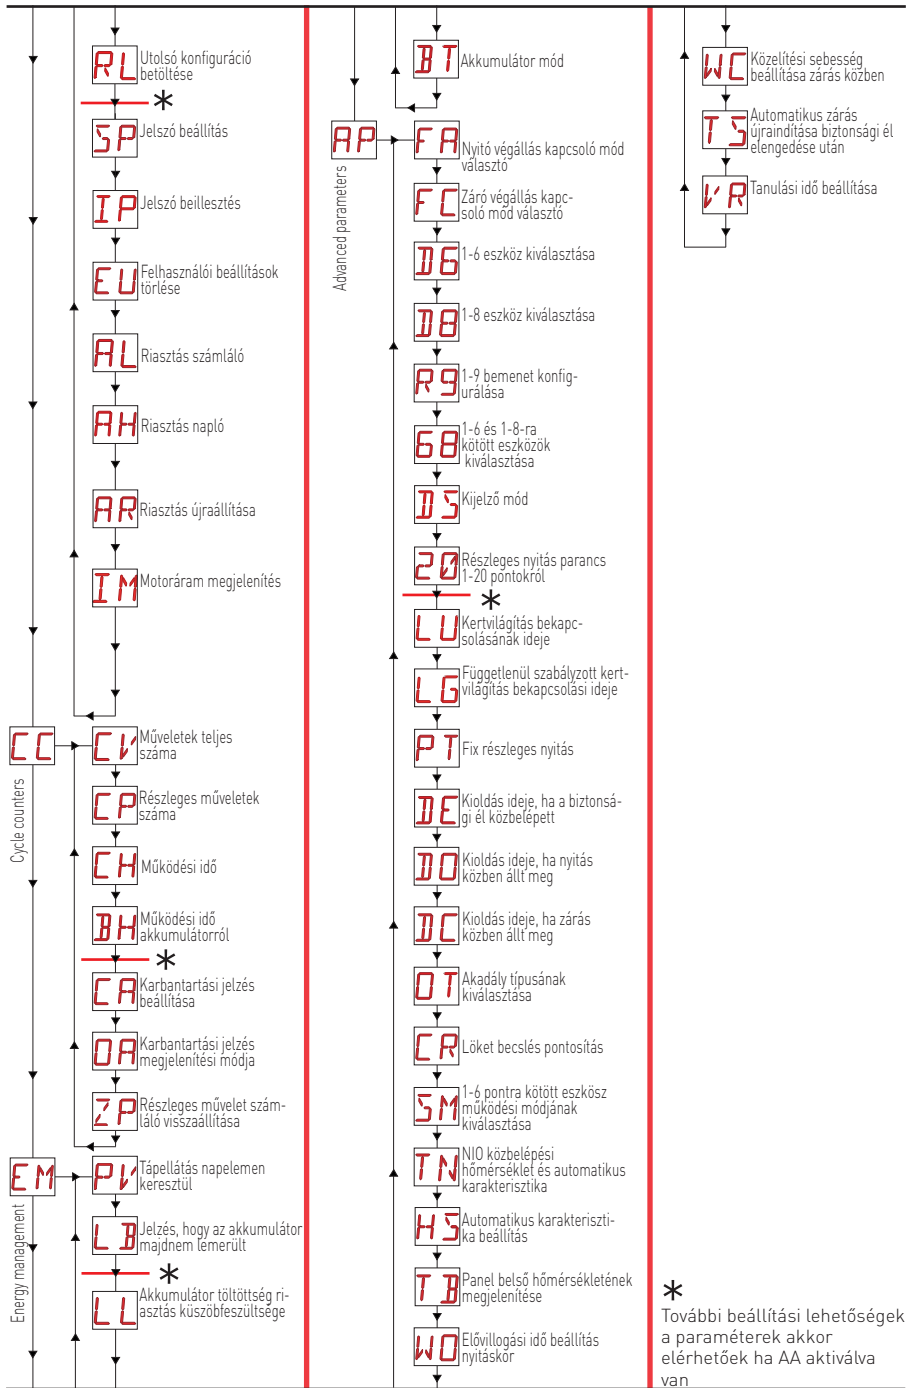 RL
Utolsó konfiguráció
betöltése
*
SP
Jelszó beállítás
IP
Jelszó beillesztés
EU
Felhasználói beállítások
törlése
AL
Riasztás számláló
AH
Riasztás napló
AR
Riasztás újraállítása
IM
Motoráram megjelenítés
CC
Cycle counters
CV
Műveletek teljes
száma
CP
Részleges műveletek
száma
CH
Működési idő
BH
Működési idő
akkumulátorról
*
CA
Karbantartási jelzés
beállítása
OA
Karbantartási jelzés
megjelenítési módja
ZP
Részleges művelet szám-
láló visszaállítása
EM
Energy management
PV
Tápellátás napelemen
keresztül
LB
Jelzés, hogy az akkumulátor
majdnem lemerült
*
LL
Akkumulátor töltöttség ri-
asztás küszöbfeszültsége
BT
Akkumulátor mód
AP
Advanced parameters
FA
Nyitó végállás kapcsoló mód
választó
FC
Záró végállás kapc-
soló mód választó
D6
1-6 eszköz kiválasztása
D8
1-8 eszköz kiválasztása
R9
1-9 bemenet konfig-
urálása
68
1-6 és 1-8-ra
kötött eszközök
kiválasztása
DS
Kijelző mód
20
Részleges nyitás parancs
1-20 pontokról
*
LU
Kertvilágítás bekapc-
solásának ideje
LG
Függetlenül szabályzott kert-
világítás bekapcsolási ideje
PT
Fix részleges nyitás
DE
Kioldás ideje, ha a biztonsá-
gi él közbelépett
DO
Kioldás ideje, ha nyitás
közben állt meg
DC
Kioldás ideje, ha zárás
közben állt meg
OT
Akadály típusának
kiválasztása
CR
Löket becslés pontosítás
SM
1-6 pontra kötött eszkösz
működési módjának
kiválasztása
TN
NIO közbelépési
hőmérséklet és automatikus
karakterisztika
HS
Automatikus karakteriszti-
ka beállítás
TB
Panel belső hőmérsékletének
megjelenítése
WO
Elővillogási idő beállítás
nyitáskor
WC
Közelítési sebesség
beállítása zárás közben
TS
Automatikus zárás
újraindítása biztonsági él
elengedése után
VR
Tanulási idő beállítása
*
További beállítási lehetőségek
a paraméterek akkor
elérhetőek ha AA aktiválva
van